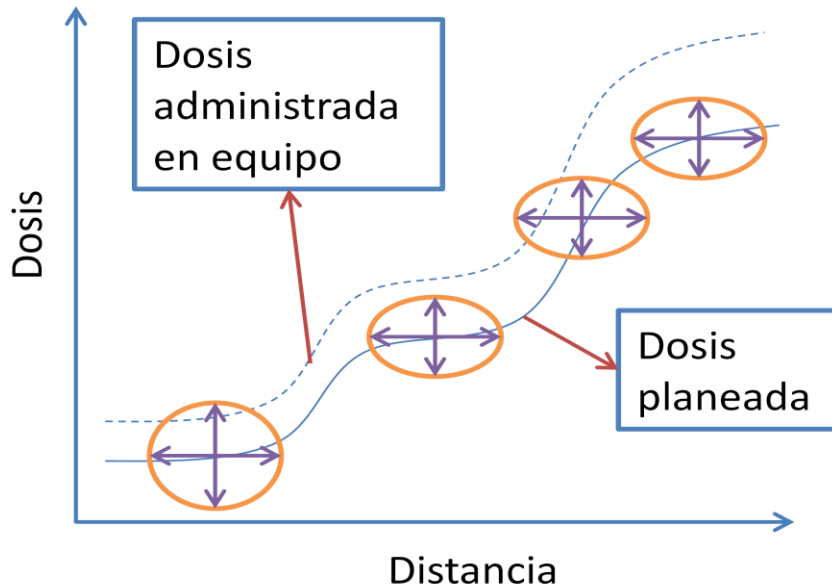 Dosis
administrada
en equipo
Dosis
Dosis
planeada
Distancia